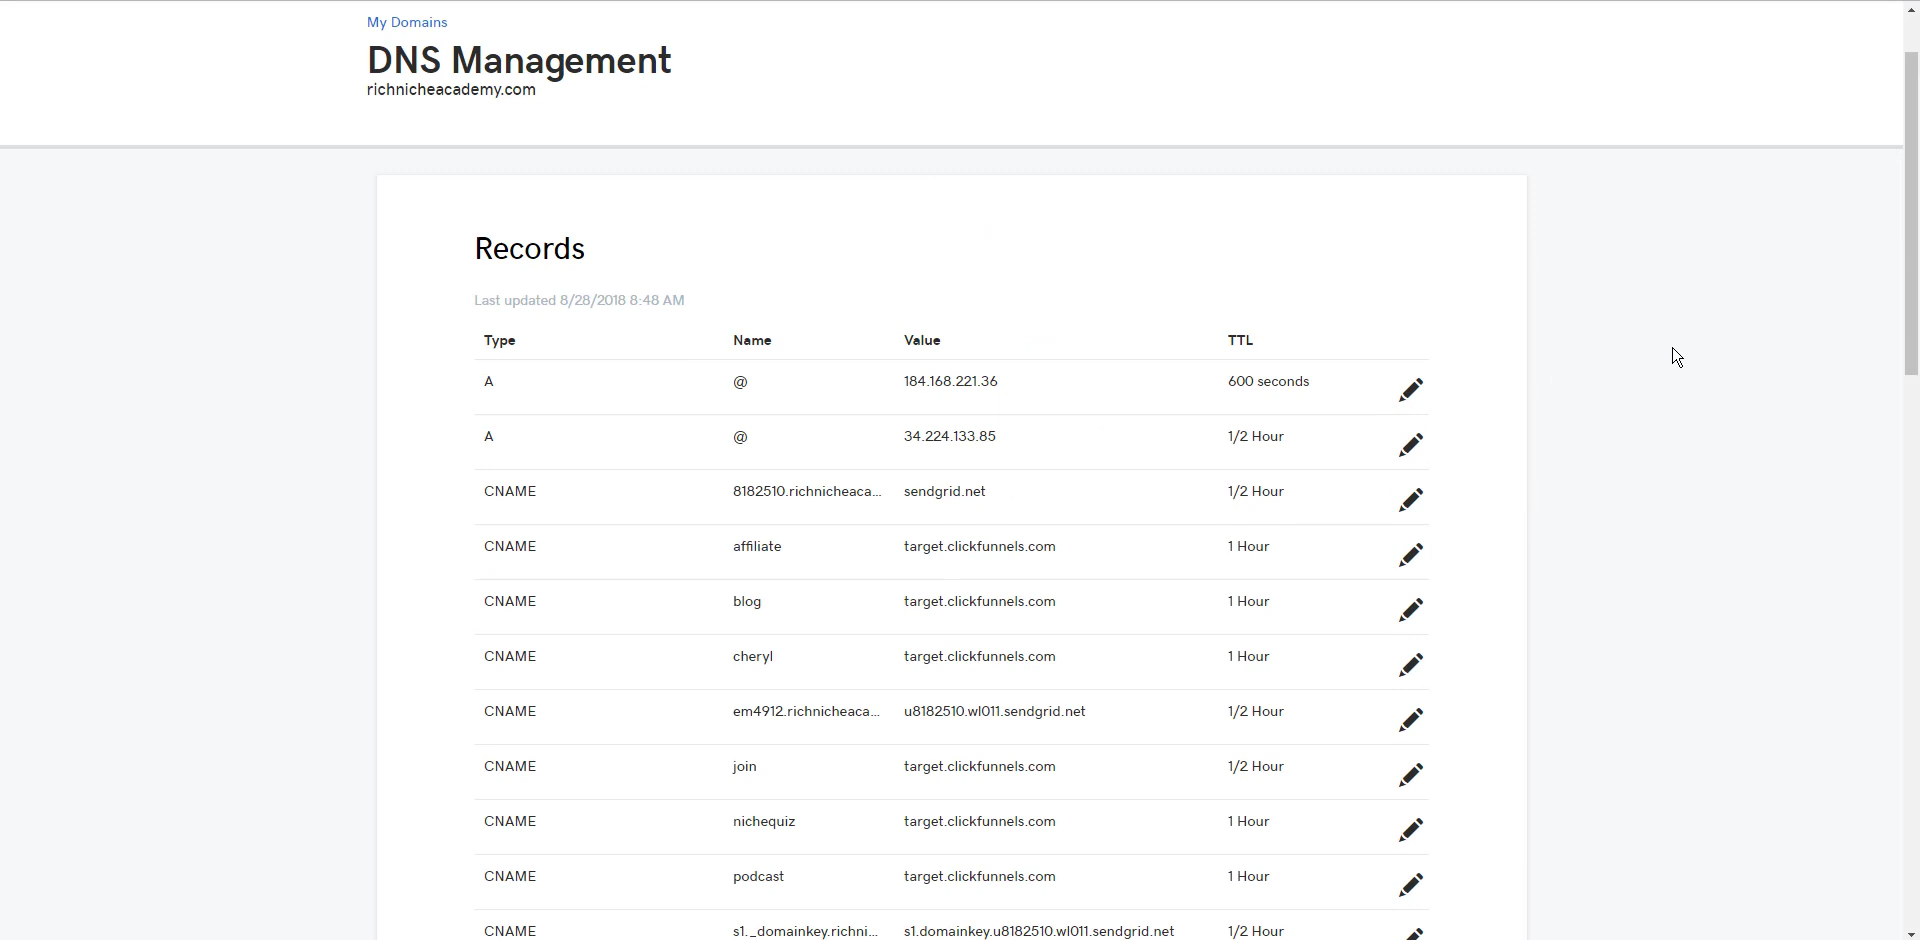 My Domains
DNS Management
richnicheacademy.com
Records
Last updated 8/28/2018 8:48 AM
Type Name Value TTL
A @ 184.168.221.36 600 seconds
A @ 34.224.133.85 1/2 Hour
CNAME 8182510.richnicheaca... sendgrid.net 1/2 Hour
CNAME affiliate target.clickfunnels.com 1 Hour
CNAME blog target.clickfunnels.com 1 Hour
CNAME cheryl target.clickfunnels.com 1 Hour
CNAME em4912.richnicheaca... u8182510.wl011.sendgrid.net 1/2 Hour
CNAME join target.clickfunnels.com 1/2 Hour
CNAME nichequiz target.clickfunnels.com 1 Hour
CNAME podcast target.clickfunnels.com 1 Hour
CNAME s1._domainkey.richni... s1.domainkey.u8182510.wl011.sendgrid.net 1/2 Hour